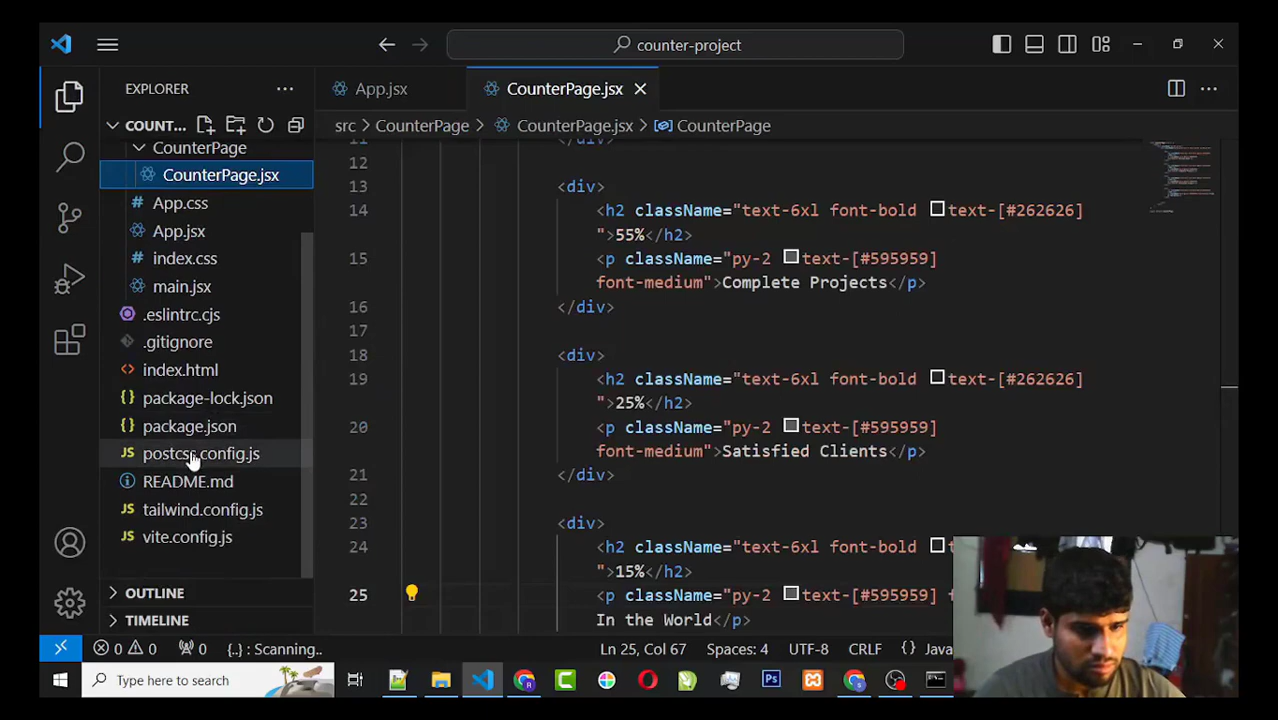 counter-project
EXPLORER
App.jsx
CounterPage.jsx
COUNT...
src > CounterPage > CounterPage.jsx > CounterPage
CounterPage
CounterPage.jsx
App.css
App.jsx
index.css
main.jsx
.eslintrc.cjs
.gitignore
index.html
package-lock.json
package.json
postcss.config.js
README.md
tailwind.config.js
vite.config.js
OUTLINE
TIMELINE
11 </div>
12
13 <div>
14 <h2 className="text-6xl font-bold text-[#262626]
">55%</h2>
15 <p className="py-2 text-[#595959]
font-medium">Complete Projects</p>
16 </div>
17
18 <div>
19 <h2 className="text-6xl font-bold text-[#262626]
">25%</h2>
20 <p className="py-2 text-[#595959]
font-medium">Satisfied Clients</p>
21 </div>
22
23 <div>
24 <h2 className="text-6xl font-bold
">15%</h2>
25 <p className="py-2 text-[#595959] f
In the World</p>
0 0 0 {..} : Scanning.. Ln 25, Col 67 Spaces: 4 UTF-8 CRLF {} Java
Type here to search